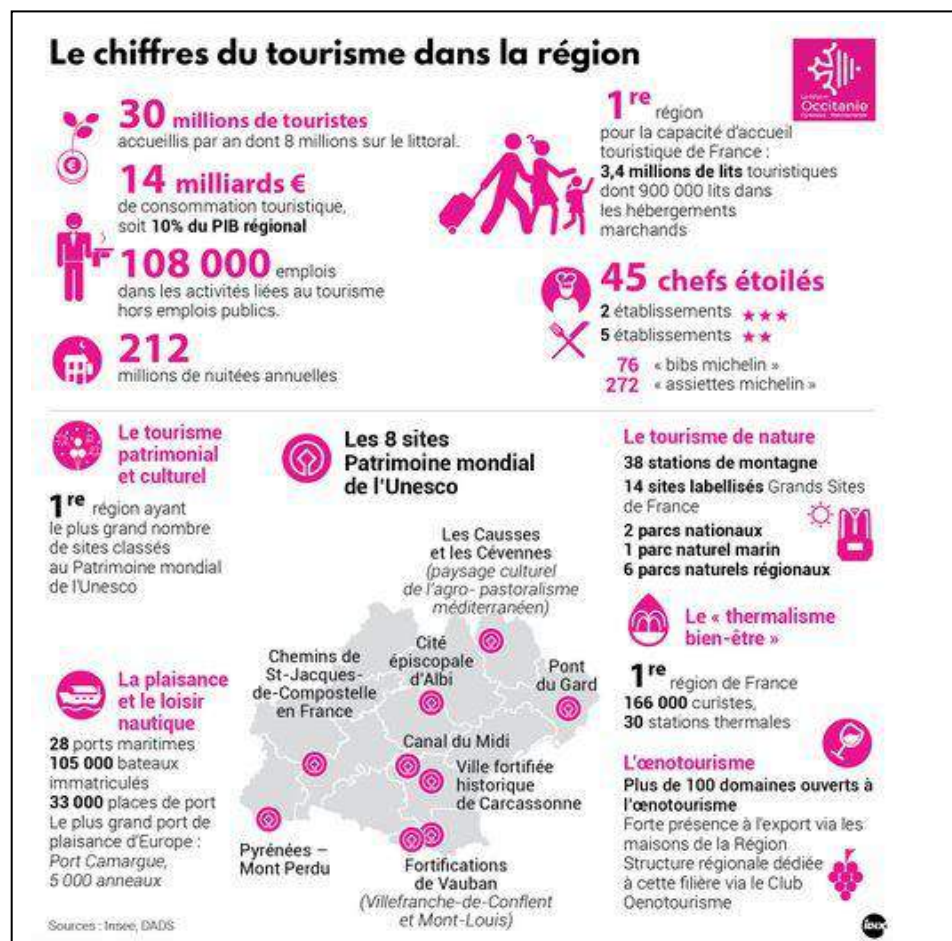 Le chiffres du tourisme dans la région
Occitanie
30 millions de touristes
accueillis par an dont 8 millions sur le littoral.
€
14 milliards €
de consommation touristique,
soit 10% du PIB régional
108 000 emplois
dans les activités liées au tourisme
hors emplois publics.
212
millions de nuitées annuelles
1re région
pour la capacité d'accueil
touristique de France :
3,4 millions de lits touristiques
dont 900 000 lits dans
les hébergements
marchands
45 chefs étoilés
2 établissements ★★★
5 établissements ★★
76 « bibs michelin »
272 « assiettes michelin »
Le tourisme
patrimonial
et culturel
1re région ayant
le plus grand nombre
de sites classés
au Patrimoine mondial
de l'Unesco
La plaisance
et le loisir
nautique
28 ports maritimes
105 000 bateaux
immatriculés
33 000 places de port
Le plus grand port de
plaisance d'Europe :
Port Camargue,
5 000 anneaux
Les 8 sites
Patrimoine mondial
de l'Unesco
Les Causses
et les Cévennes
(paysage culturel
de l'agro- pastoralisme
méditerranéen)
Cité
épiscopale
d'Albi
Chemins de
St-Jacques-
de-Compostelle
en France
Pont
du Gard
Canal du Midi
Ville fortifiée
historique
de Carcassonne
Pyrénées –
Mont Perdu
Fortifications
de Vauban
(Villefranche-de-Conflent
et Mont-Louis)
Le tourisme de nature
38 stations de montagne
14 sites labellisés Grands Sites
de France
2 parcs nationaux
1 parc naturel marin
6 parcs naturels régionaux
Le « thermalisme
bien-être »
1re région de France
166 000 curistes,
30 stations thermales
L'œnotourisme
Plus de 100 domaines ouverts à
l'œnotourisme
Forte présence à l'export via les
maisons de la Région
Structure régionale dédiée
à cette filière via le Club
Oenotourisme
Sources : Insee, DADS